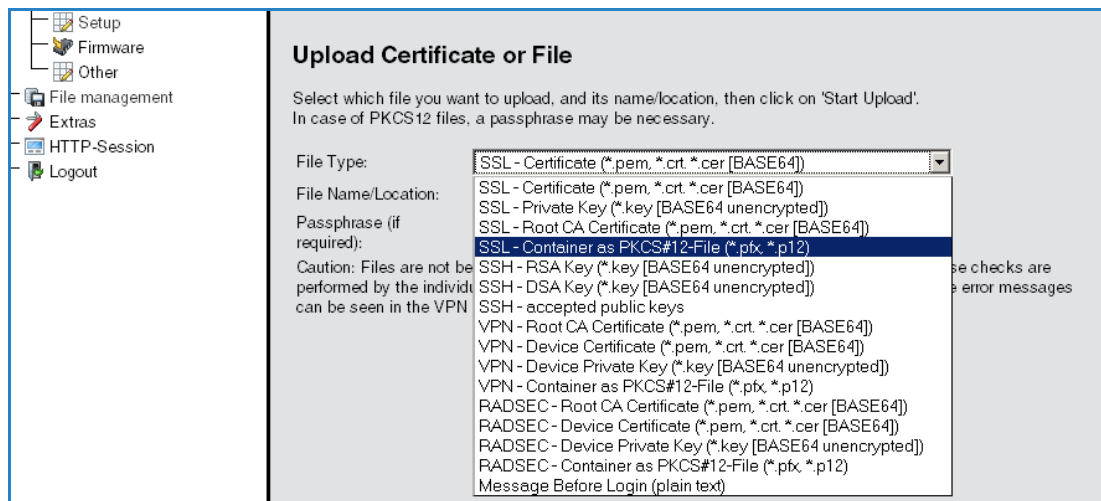 Setup
Firmware
Other
File management
Extras
HTTP-Session
Logout
Upload Certificate or File
Select which file you want to upload, and its name/location, then click on 'Start Upload'.
In case of PKCS12 files, a passphrase may be necessary.
File Type:
SSL - Certificate (*.pem, *.crt. *.cer [BASE64])
File Name/Location:
Passphrase (if
required):
Caution: Files are not be
se checks are
performed by the individu
e error messages
can be seen in the VPN
SSL - Certificate (*.pem, *.crt. *.cer [BASE64])
SSL - Private Key (*.key [BASE64 unencrypted])
SSL - Root CA Certificate (*.pem, *.crt. *.cer [BASE64])
SSL - Container as PKCS#12-File (*.pfx, *.p12)
SSH - RSA Key (*.key [BASE64 unencrypted])
SSH - DSA Key (*.key [BASE64 unencrypted])
SSH - accepted public keys
VPN - Root CA Certificate (*.pem, *.crt. *.cer [BASE64])
VPN - Device Certificate (*.pem, *.crt. *.cer [BASE64])
VPN - Device Private Key (*.key [BASE64 unencrypted])
VPN - Container as PKCS#12-File (*.pfx, *.p12)
RADSEC - Root CA Certificate (*.pem, *.crt. *.cer [BASE64])
RADSEC - Device Certificate (*.pem, *.crt. *.cer [BASE64])
RADSEC - Device Private Key (*.key [BASE64 unencrypted])
RADSEC - Container as PKCS#12-File (*.pfx, *.p12)
Message Before Login (plain text)